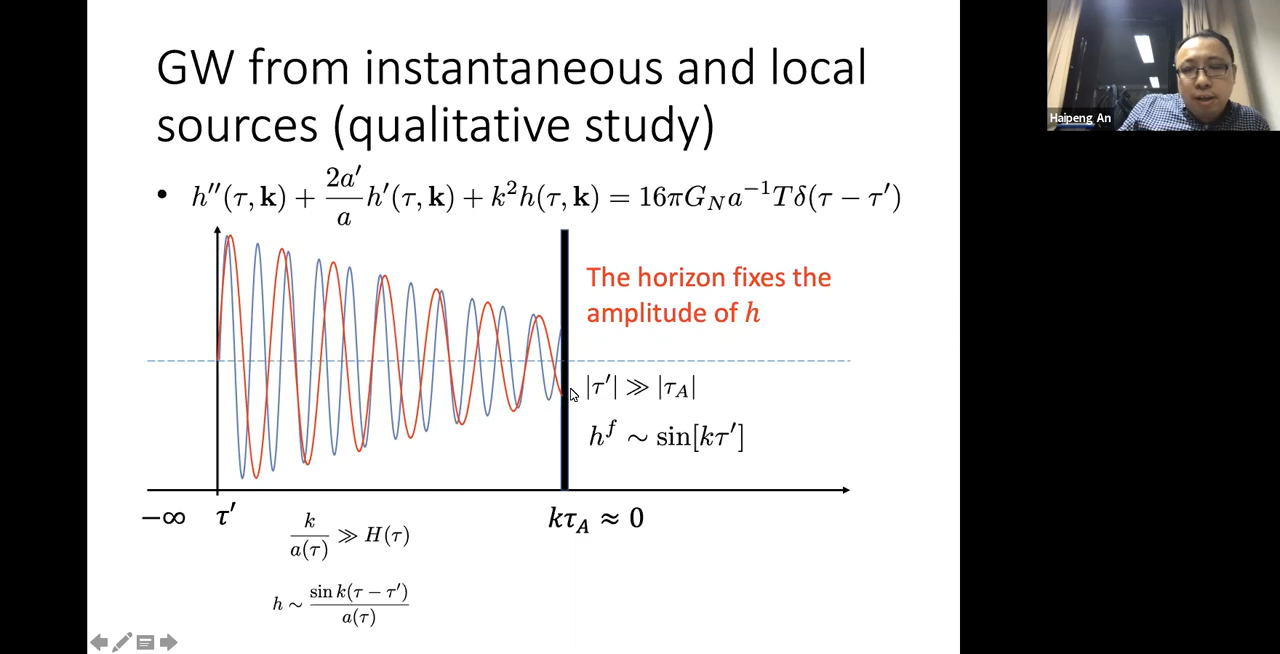 GW from instantaneous and local
sources (qualitative study)
• h′′(τ, k) + 2a′/a h′(τ, k) + k²h(τ, k) = 16πG_N a⁻¹Tδ(τ − τ′)
The horizon fixes the
amplitude of h
|τ′| ≫ |τ_A|
h^f ∼ sin[kτ′]
−∞ τ′ kτ_A ≈ 0
k/a(τ) ≫ H(τ)
h ∼ sin k(τ − τ′)/a(τ)
Haipeng An